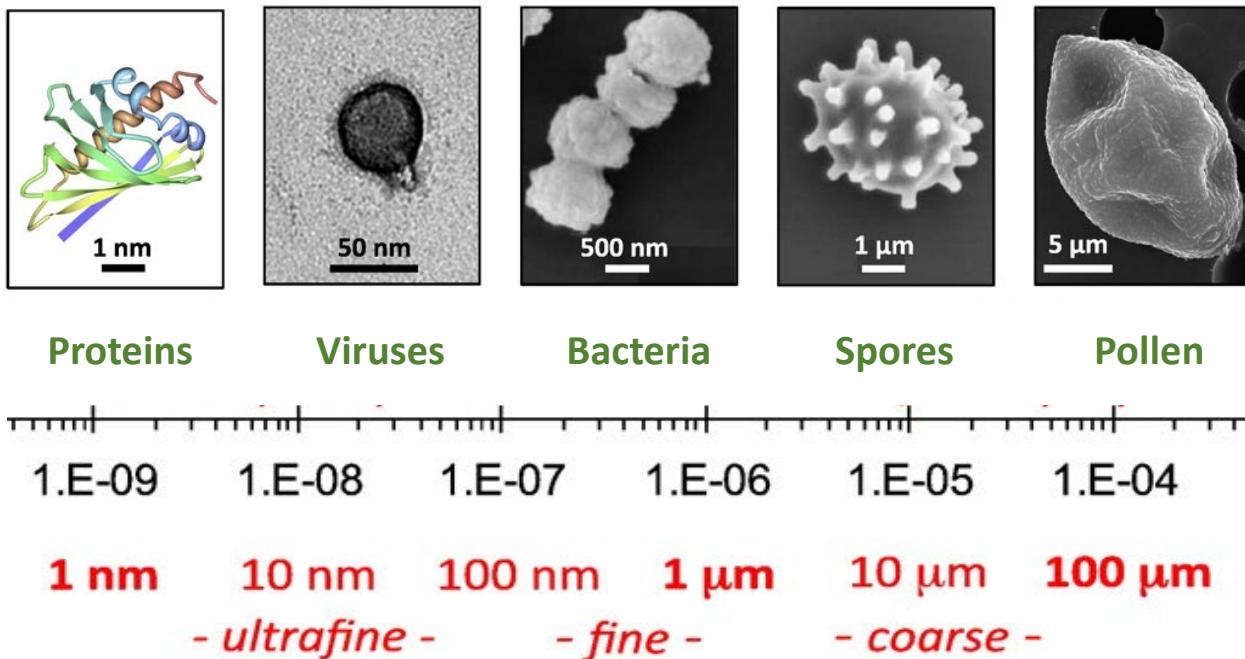 1 nm
50 nm
500 nm
1 µm
5 µm
Proteins
Viruses
Bacteria
Spores
Pollen
1.E-09
1.E-08
1.E-07
1.E-06
1.E-05
1.E-04
1 nm
10 nm
100 nm
1 µm
10 µm
100 µm
- ultrafine -
- fine -
- coarse -